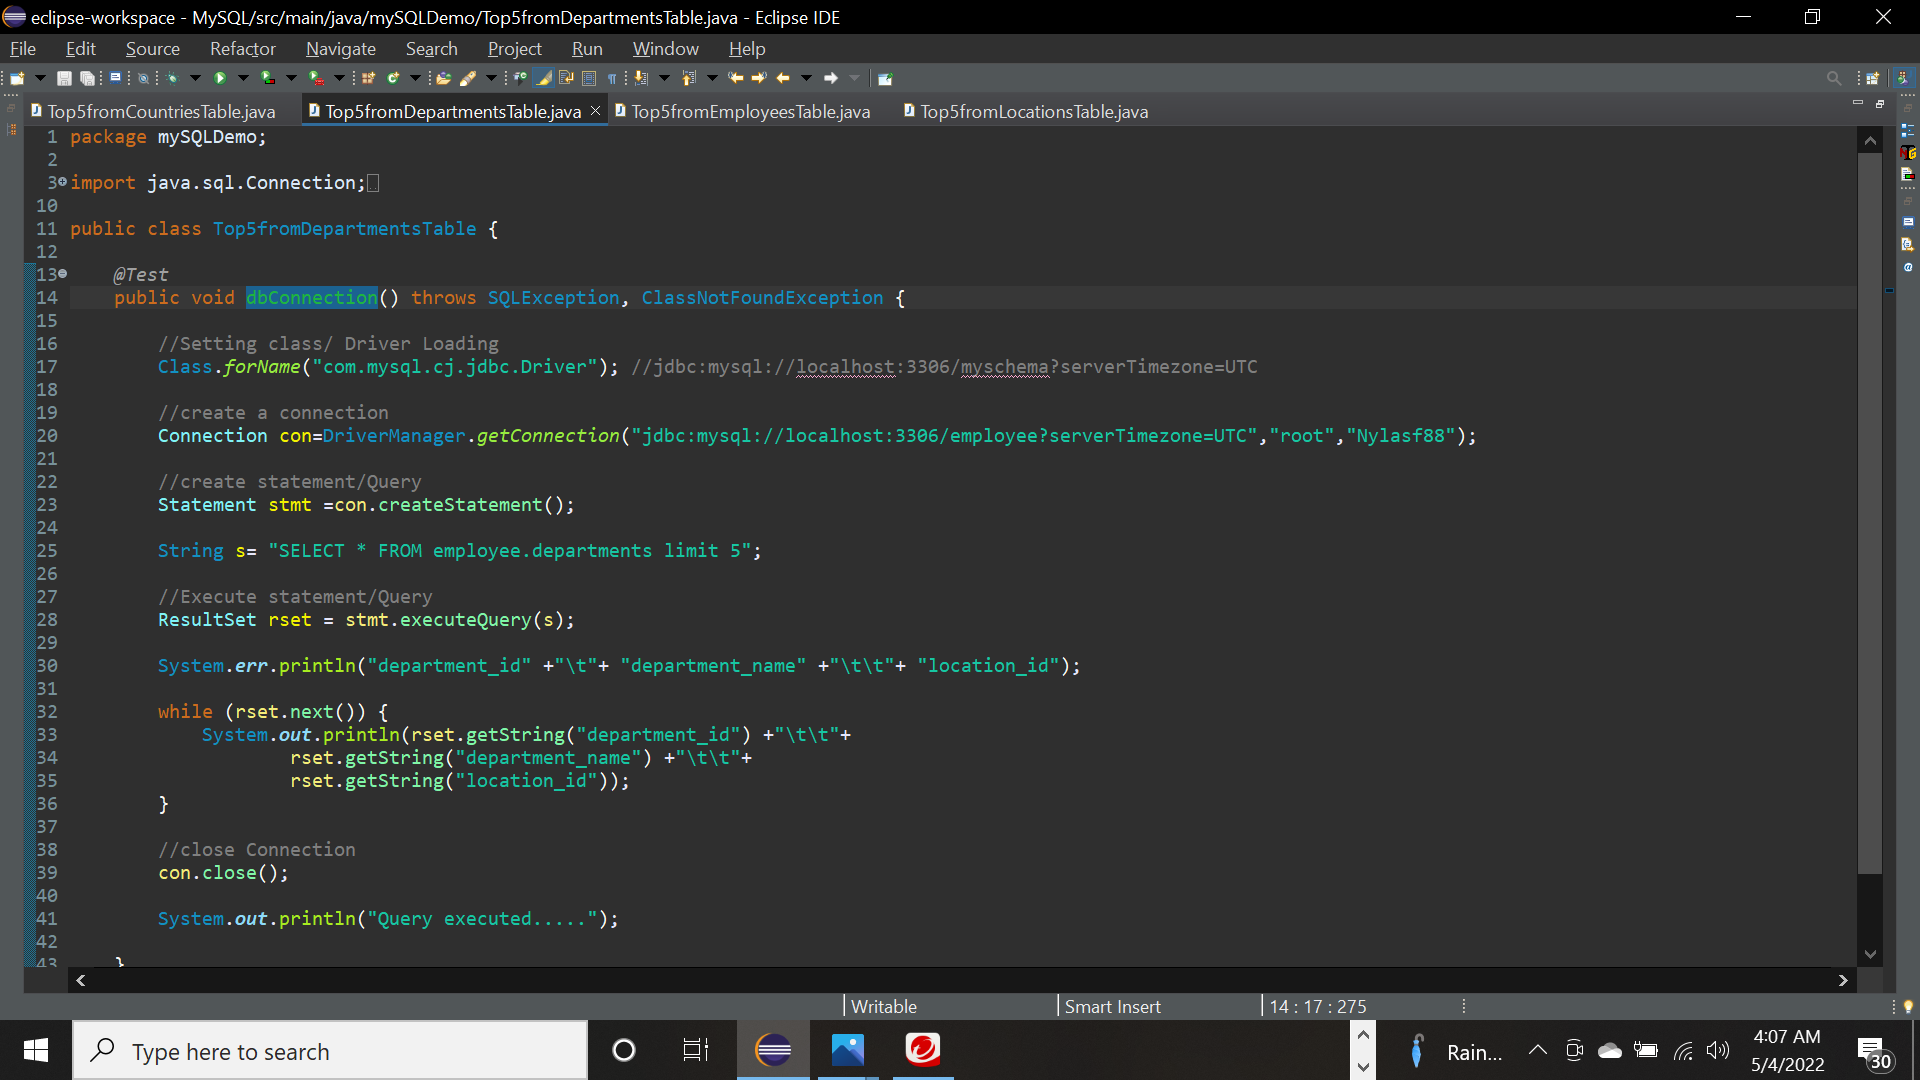 eclipse-workspace - MySQL/src/main/java/mySQLDemo/Top5fromDepartmentsTable.java - Eclipse IDE
File Edit Source Refactor Navigate Search Project Run Window Help
Top5fromCountriesTable.java Top5fromDepartmentsTable.java Top5fromEmployeesTable.java Top5fromLocationsTable.java
1 package mySQLDemo;
2
3 import java.sql.Connection;
10
11 public class Top5fromDepartmentsTable {
12
13 @Test
14 public void dbConnection() throws SQLException, ClassNotFoundException {
15
16 //Setting class/ Driver Loading
17 Class.forName("com.mysql.cj.jdbc.Driver"); //jdbc:mysql://localhost:3306/myschema?serverTimezone=UTC
18
19 //create a connection
20 Connection con=DriverManager.getConnection("jdbc:mysql://localhost:3306/employee?serverTimezone=UTC","root","Nylasf88");
21
22 //create statement/Query
23 Statement stmt =con.createStatement();
24
25 String s= "SELECT * FROM employee.departments limit 5";
26
27 //Execute statement/Query
28 ResultSet rset = stmt.executeQuery(s);
29
30 System.err.println("department_id" +"\t"+ "department_name" +"\t\t"+ "location_id");
31
32 while (rset.next()) {
33 System.out.println(rset.getString("department_id") +"\t\t"+
34 rset.getString("department_name") +"\t\t"+
35 rset.getString("location_id"));
36 }
37
38 //close Connection
39 con.close();
40
41 System.out.println("Query executed.....");
42
43 }
Writable Smart Insert 14 : 17 : 275
Type here to search
Rain...
4:07 AM
5/4/2022
30